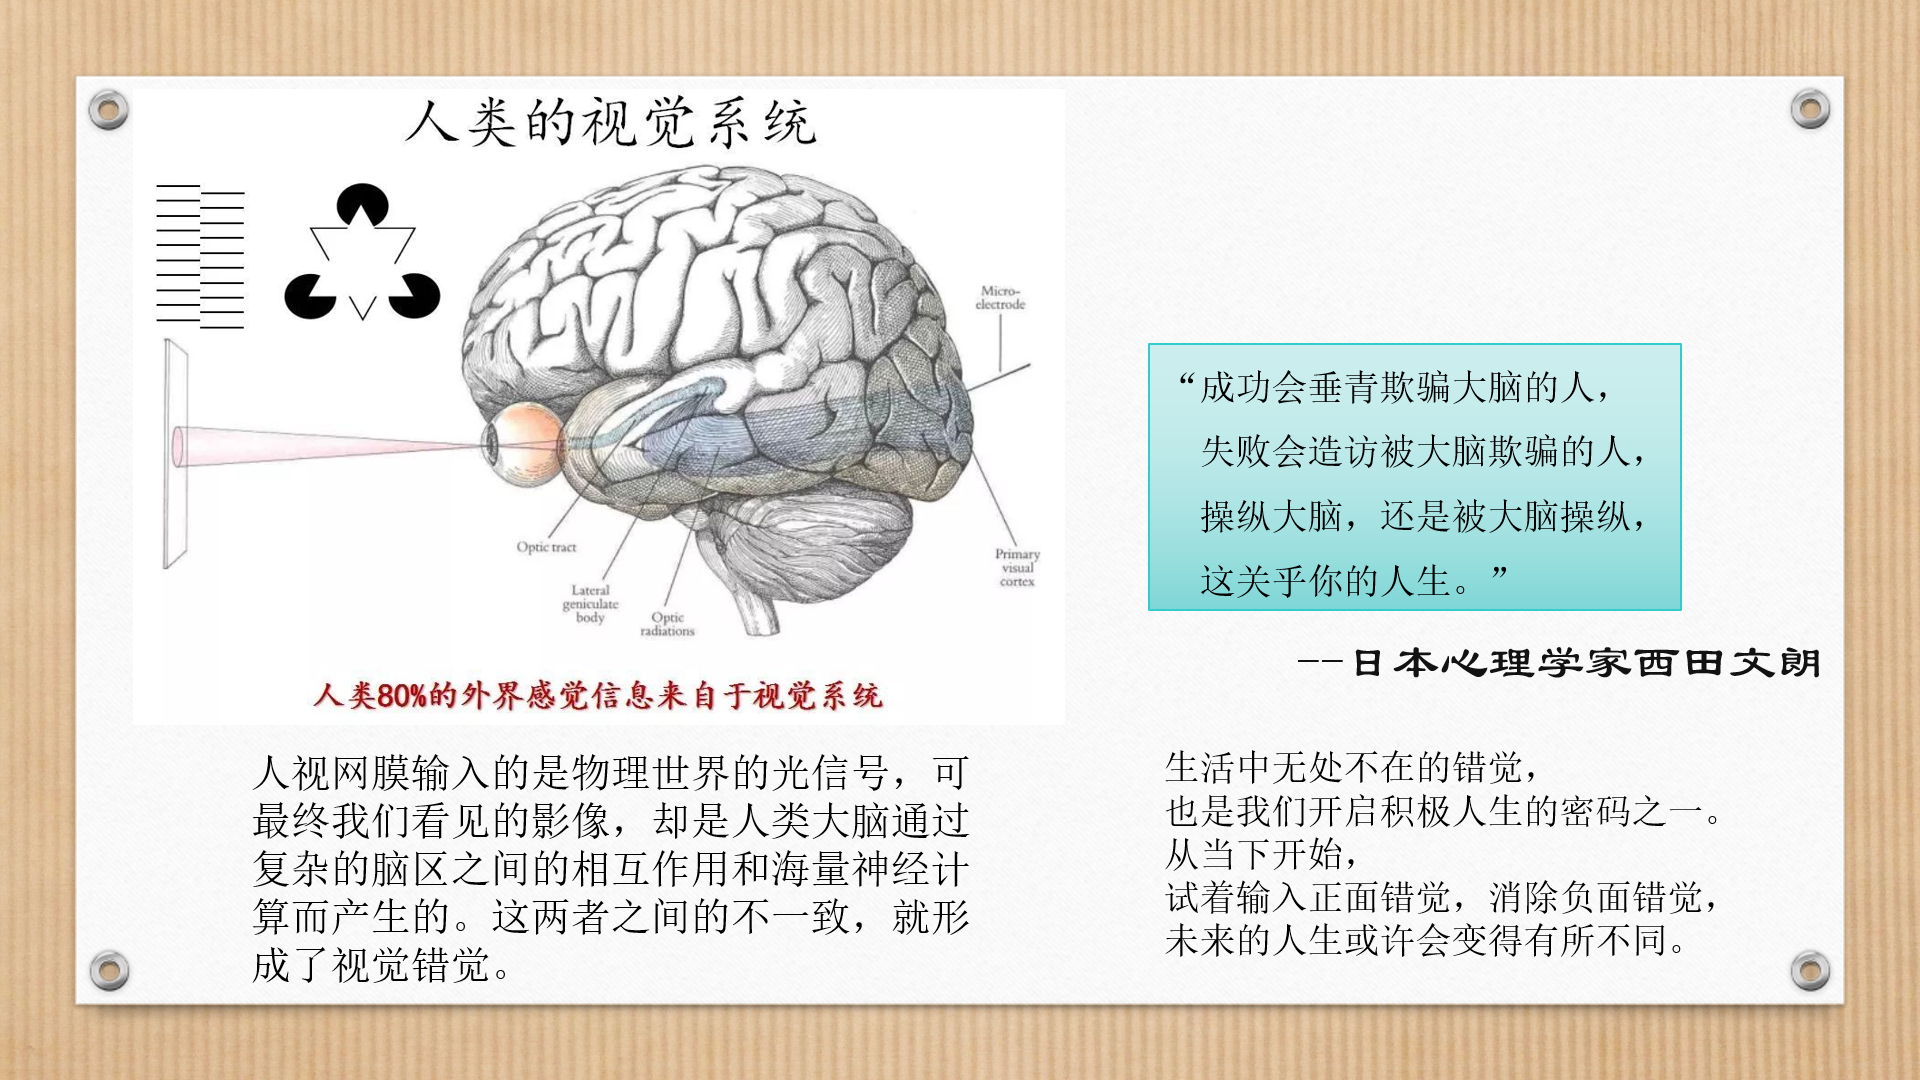 人类的视觉系统
Micro-
electrode
Optic tract
Lateral
geniculate
body
Optic
radiations
Primary
visual
cortex
人类80%的外界感觉信息来自于视觉系统
人视网膜输入的是物理世界的光信号，可
最终我们看见的影像，却是人类大脑通过
复杂的脑区之间的相互作用和海量神经计
算而产生的。这两者之间的不一致，就形
成了视觉错觉。
“成功会垂青欺骗大脑的人，
失败会造访被大脑欺骗的人，
操纵大脑，还是被大脑操纵，
这关乎你的人生。”
--日本心理学家西田文朗
生活中无处不在的错觉，
也是我们开启积极人生的密码之一。
从当下开始，
试着输入正面错觉，消除负面错觉，
未来的人生或许会变得有所不同。